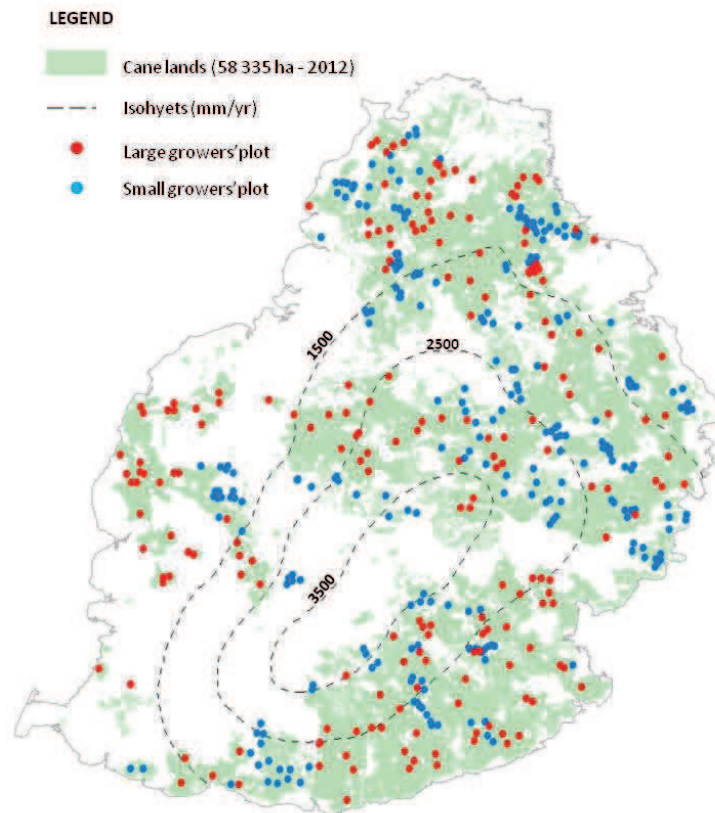 LEGEND
Cane lands (58 335 ha - 2012)
Isohyets (mm/yr)
Large growers' plot
Small growers' plot
1500
2500
3500